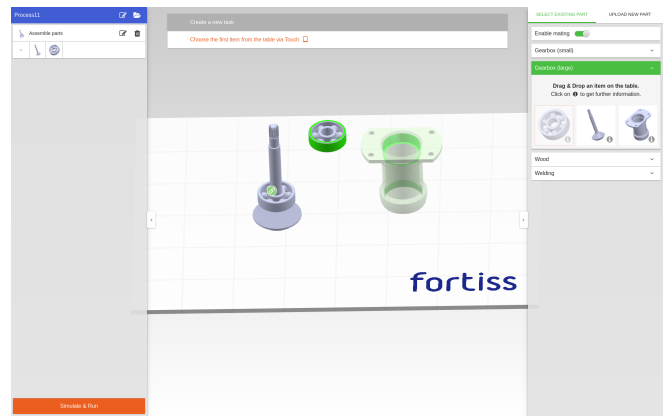 Process11
Assemble parts
Simulate & Run
Create a new task
Choose the first item from the table via Touch
fortiss
SELECT EXISTING PART
UPLOAD NEW PART
Enable mating
Gearbox (small)
Gearbox (large)
Drag & Drop an item on the table.
Click on to get further information.
Wood
Welding